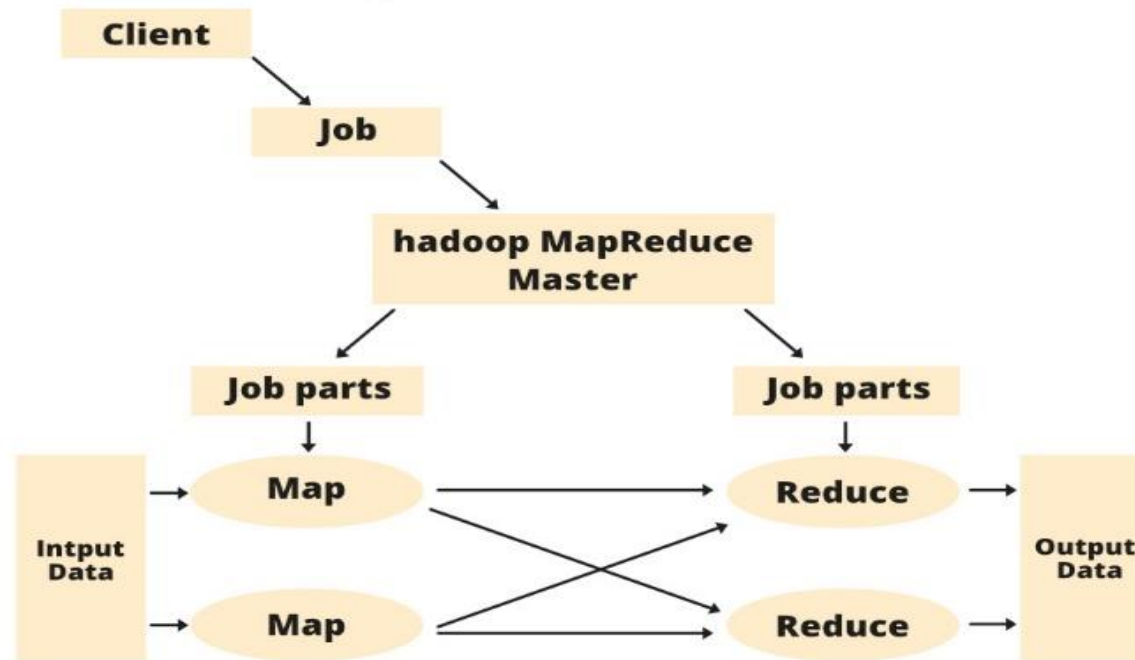 Client
Job
hadoop MapReduce
Master
Job parts
Job parts
Map
Reduce
Intput
Data
Output
Data
Map
Reduce